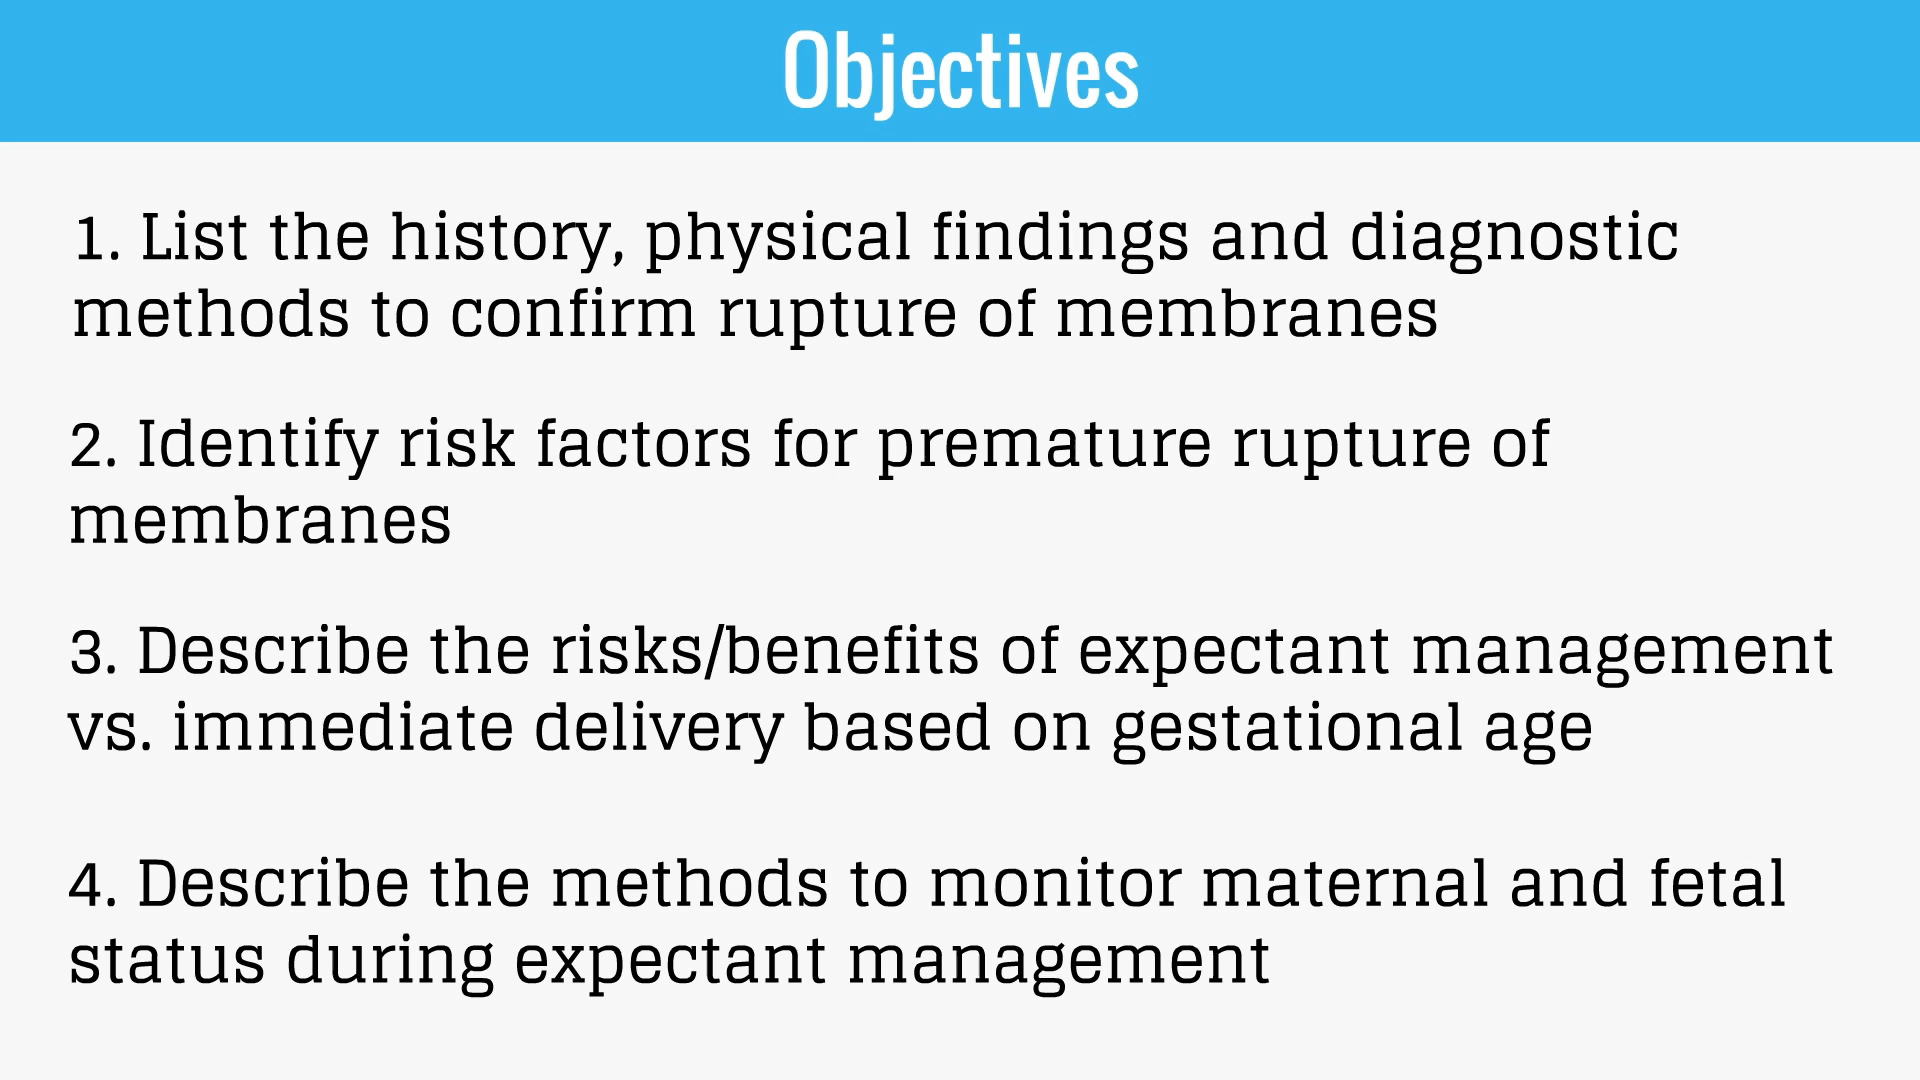 Objectives
1. List the history, physical findings and diagnostic
methods to confirm rupture of membranes
2. Identify risk factors for premature rupture of
membranes
3. Describe the risks/benefits of expectant management
vs. immediate delivery based on gestational age
4. Describe the methods to monitor maternal and fetal
status during expectant management